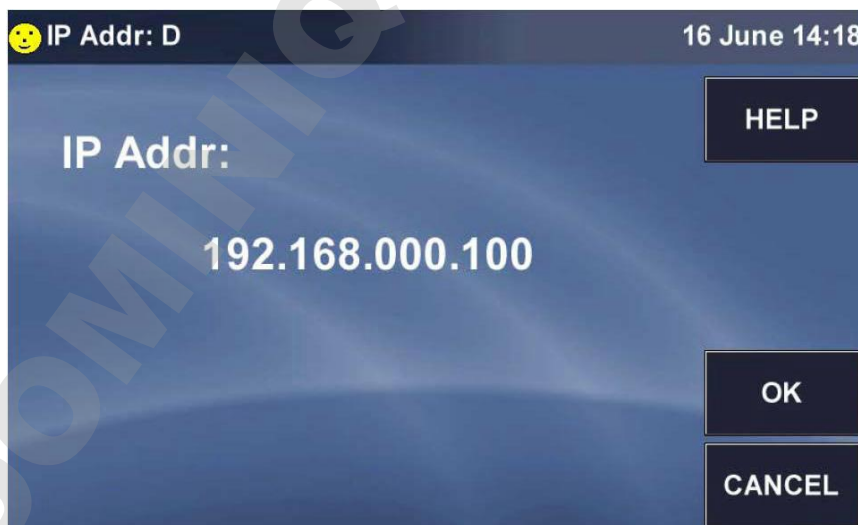 IP Addr: D
16 June 14:18
HELP
IP Addr:
192.168.000.100
OK
CANCEL